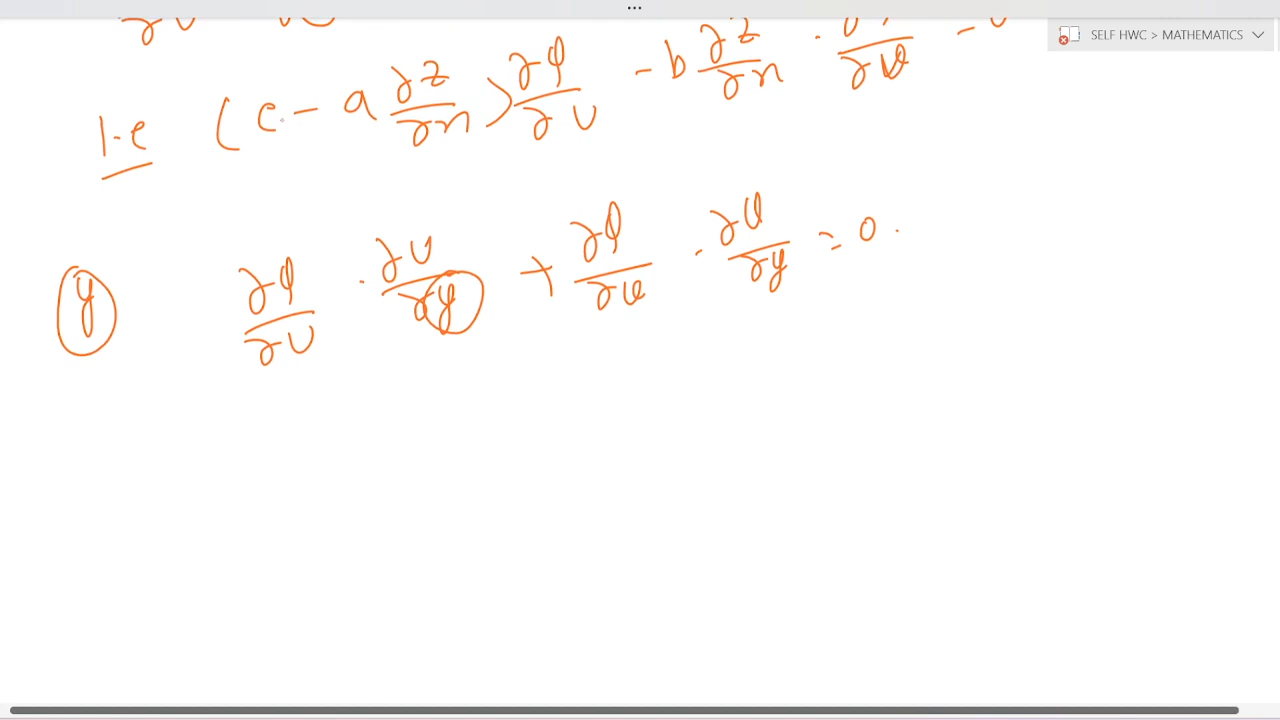 SELF HWC > MATHEMATICS
i.e (c - a ∂z/∂x) ∂φ/∂u - b ∂z/∂x · ∂φ/∂v = 0
y ∂φ/∂u · ∂u/∂y + ∂φ/∂v · ∂v/∂y = 0.